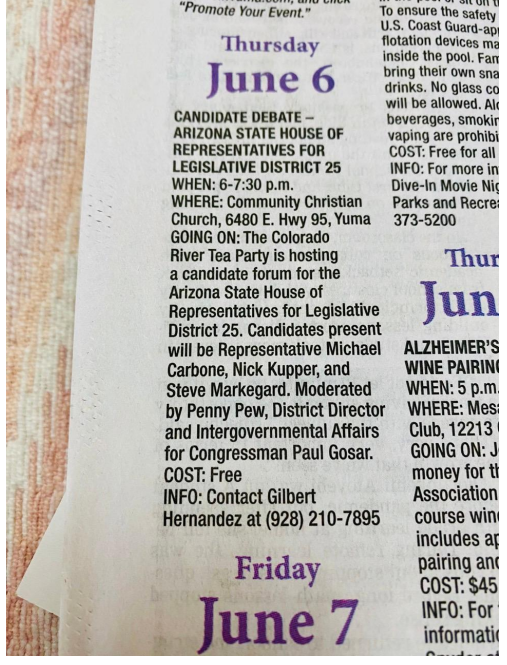 "Promote Your Event."
Thursday
June 6
CANDIDATE DEBATE –
ARIZONA STATE HOUSE OF
REPRESENTATIVES FOR
LEGISLATIVE DISTRICT 25
WHEN: 6-7:30 p.m.
WHERE: Community Christian
Church, 6480 E. Hwy 95, Yuma
GOING ON: The Colorado
River Tea Party is hosting
a candidate forum for the
Arizona State House of
Representatives for Legislative
District 25. Candidates present
will be Representative Michael
Carbone, Nick Kupper, and
Steve Markegard. Moderated
by Penny Pew, District Director
and Intergovernmental Affairs
for Congressman Paul Gosar.
COST: Free
INFO: Contact Gilbert
Hernandez at (928) 210-7895
Friday
June 7
To ensure the safety
U.S. Coast Guard-ap
flotation devices ma
inside the pool. Fam
bring their own sna
drinks. No glass co
will be allowed. Alc
beverages, smokin
vaping are prohibi
COST: Free for all
INFO: For more in
Dive-In Movie Nig
Parks and Recrea
373-5200
Thur
Jun
ALZHEIMER'S
WINE PAIRING
WHEN: 5 p.m.
WHERE: Mesa
Club, 12213
GOING ON: J
money for th
Association
course wine
includes ap
pairing and
COST: $45
INFO: For
informatio